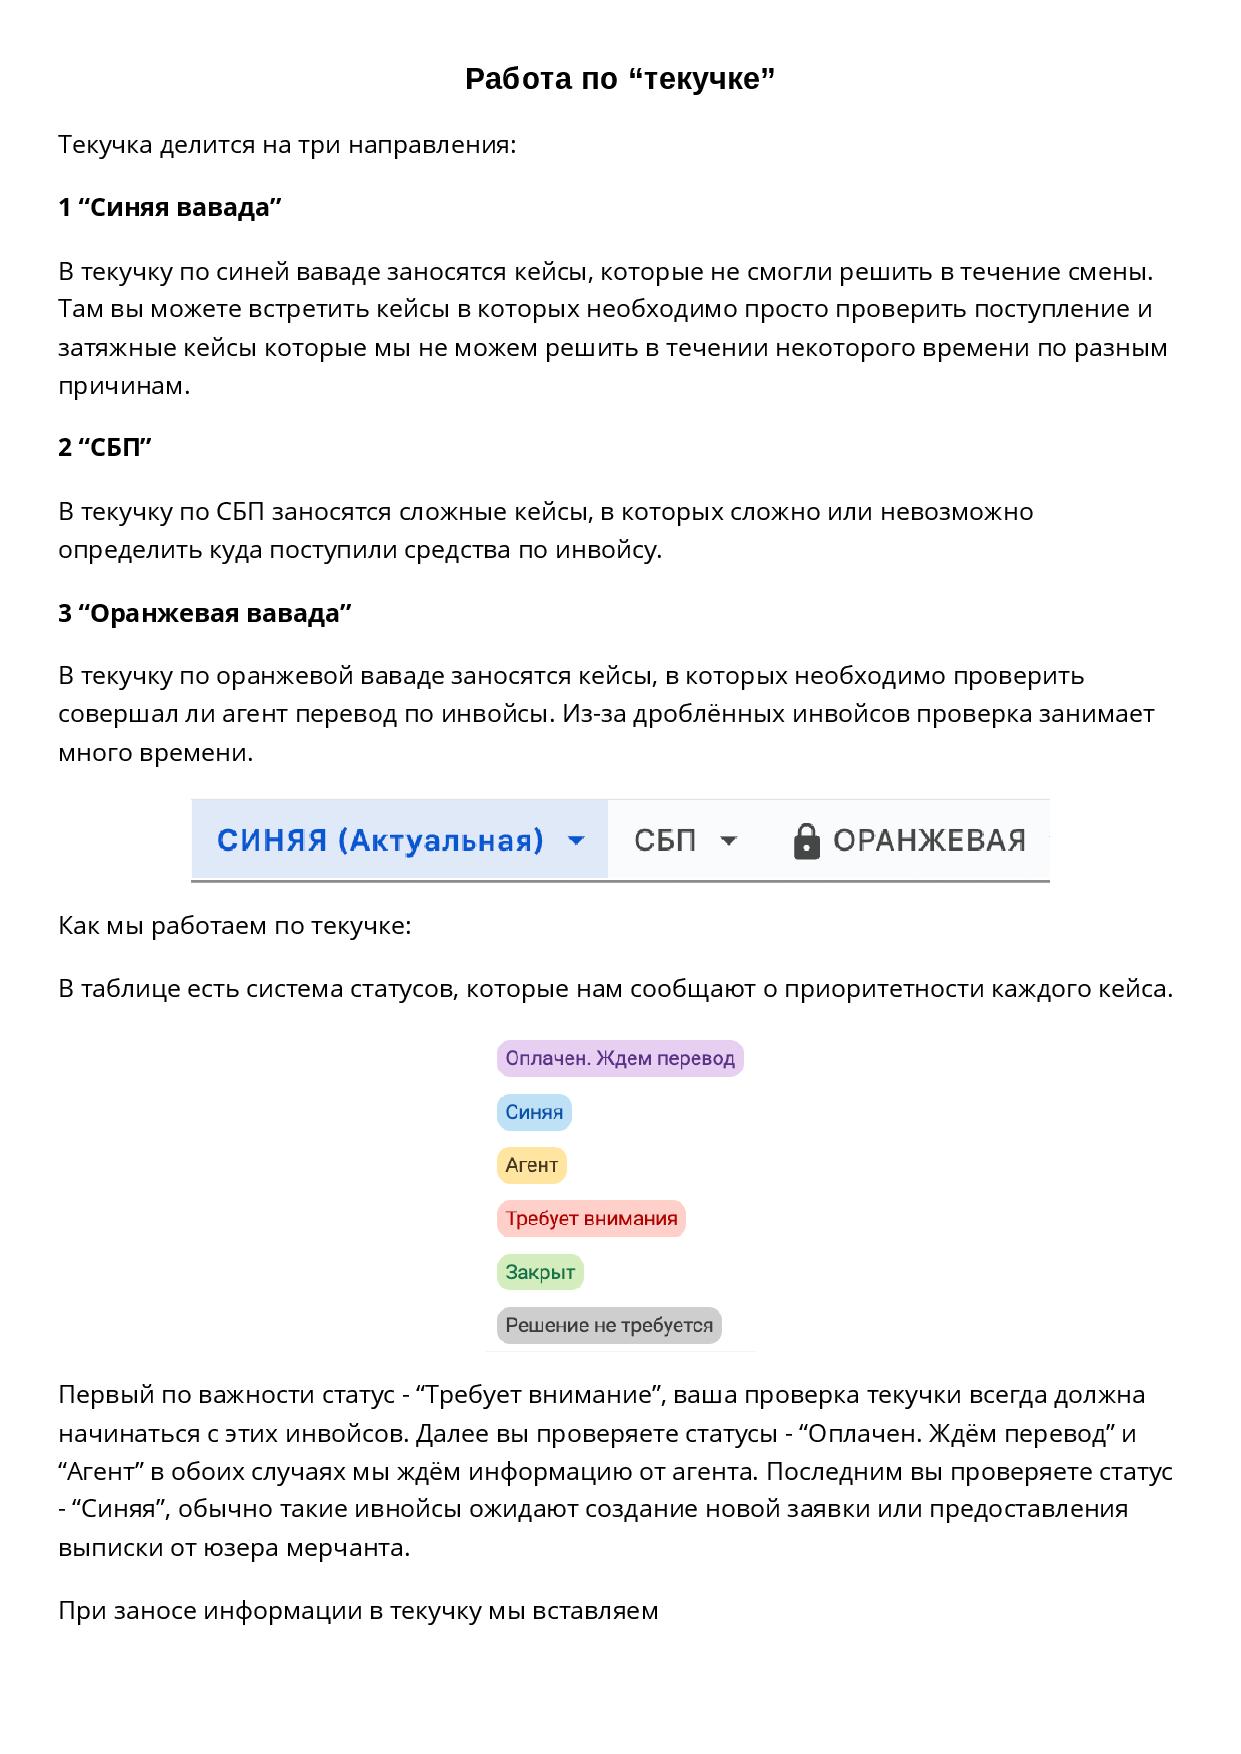 Работа по “текучке”
Текучка делится на три направления:
1 “Синяя вавада”
В текучку по синей ваваде заносятся кейсы, которые не смогли решить в течение смены.
Там вы можете встретить кейсы в которых необходимо просто проверить поступление и
затяжные кейсы которые мы не можем решить в течении некоторого времени по разным
причинам.
2 “СБП”
В текучку по СБП заносятся сложные кейсы, в которых сложно или невозможно
определить куда поступили средства по инвойсу.
3 “Оранжевая вавада”
В текучку по оранжевой ваваде заносятся кейсы, в которых необходимо проверить
совершал ли агент перевод по инвойсы. Из-за дроблённых инвойсов проверка занимает
много времени.
СИНЯЯ (Актуальная) СБП ОРАНЖЕВАЯ
Как мы работаем по текучке:
В таблице есть система статусов, которые нам сообщают о приоритетности каждого кейса.
Оплачен. Ждем перевод
Синяя
Агент
Требует внимания
Закрыт
Решение не требуется
Первый по важности статус - “Требует внимание”, ваша проверка текучки всегда должна
начинаться с этих инвойсов. Далее вы проверяете статусы - “Оплачен. Ждём перевод” и
“Агент” в обоих случаях мы ждём информацию от агента. Последним вы проверяете статус
- “Синяя”, обычно такие ивнойсы ожидают создание новой заявки или предоставления
выписки от юзера мерчанта.
При заносе информации в текучку мы вставляем